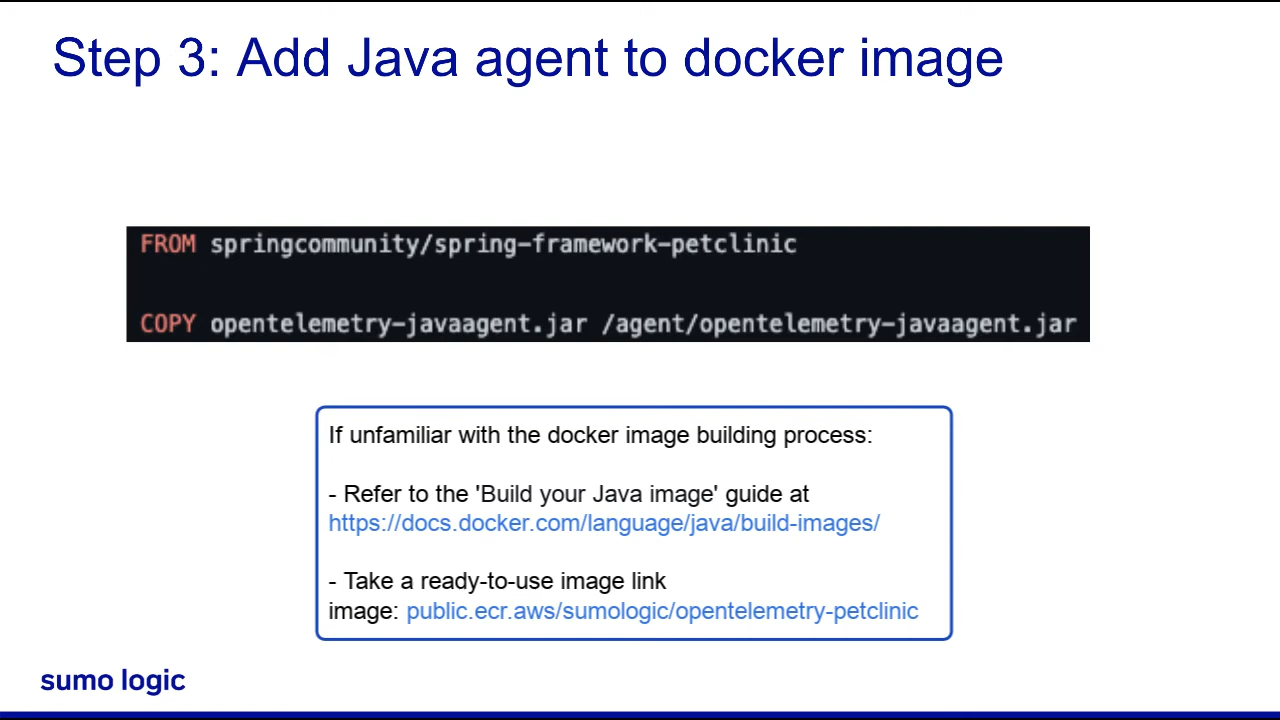 Step 3: Add Java agent to docker image
FROM springcommunity/spring-framework-petclinic
COPY opentelemetry-javaagent.jar /agent/opentelemetry-javaagent.jar
If unfamiliar with the docker image building process:
- Refer to the 'Build your Java image' guide at
https://docs.docker.com/language/java/build-images/
- Take a ready-to-use image link
image: public.ecr.aws/sumologic/opentelemetry-petclinic
sumo logic